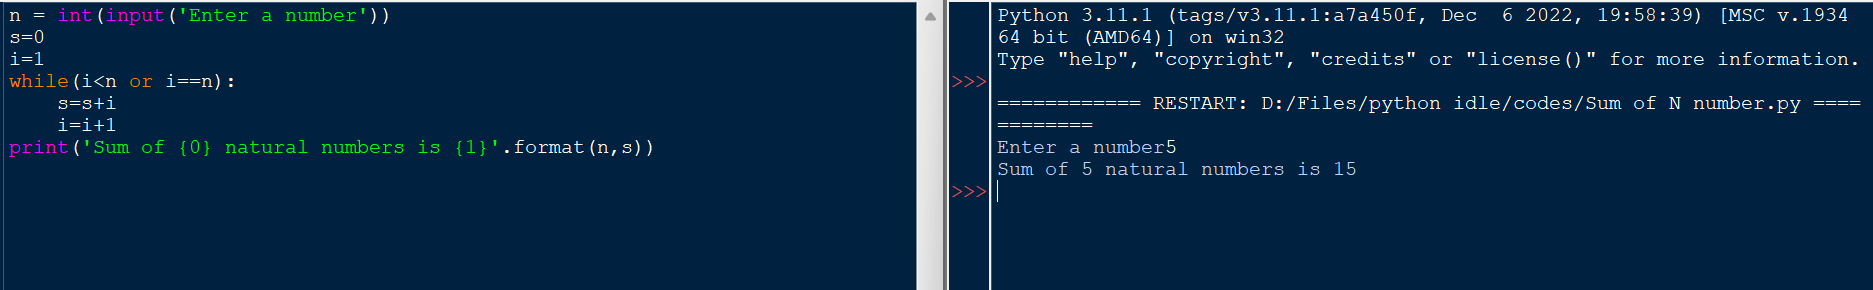 n = int(input('Enter a number'))
s=0
i=1
while(i<n or i==n):
    s=s+i
    i=i+1
print('Sum of {0} natural numbers is {1}'.format(n,s))
Python 3.11.1 (tags/v3.11.1:a7a450f, Dec  6 2022, 19:58:39) [MSC v.1934
64 bit (AMD64)] on win32
Type "help", "copyright", "credits" or "license()" for more information.
>>>
============ RESTART: D:/Files/python idle/codes/Sum of N number.py ====
========
Enter a number5
Sum of 5 natural numbers is 15
>>>